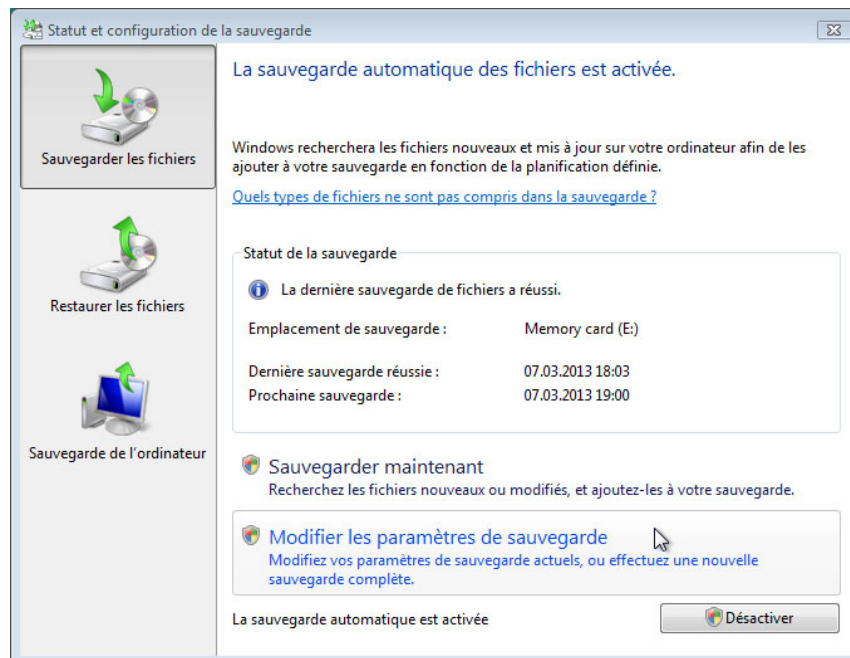 Statut et configuration de la sauvegarde
Sauvegarder les fichiers
Restaurer les fichiers
Sauvegarde de l'ordinateur
La sauvegarde automatique des fichiers est activée.
Windows recherchera les fichiers nouveaux et mis à jour sur votre ordinateur afin de les
ajouter à votre sauvegarde en fonction de la planification définie.
Quels types de fichiers ne sont pas compris dans la sauvegarde ?
Statut de la sauvegarde
La dernière sauvegarde de fichiers a réussi.
Emplacement de sauvegarde : Memory card (E:)
Dernière sauvegarde réussie : 07.03.2013 18:03
Prochaine sauvegarde : 07.03.2013 19:00
Sauvegarder maintenant
Recherchez les fichiers nouveaux ou modifiés, et ajoutez-les à votre sauvegarde.
Modifier les paramètres de sauvegarde
Modifiez vos paramètres de sauvegarde actuels, ou effectuez une nouvelle
sauvegarde complète.
La sauvegarde automatique est activée
Désactiver